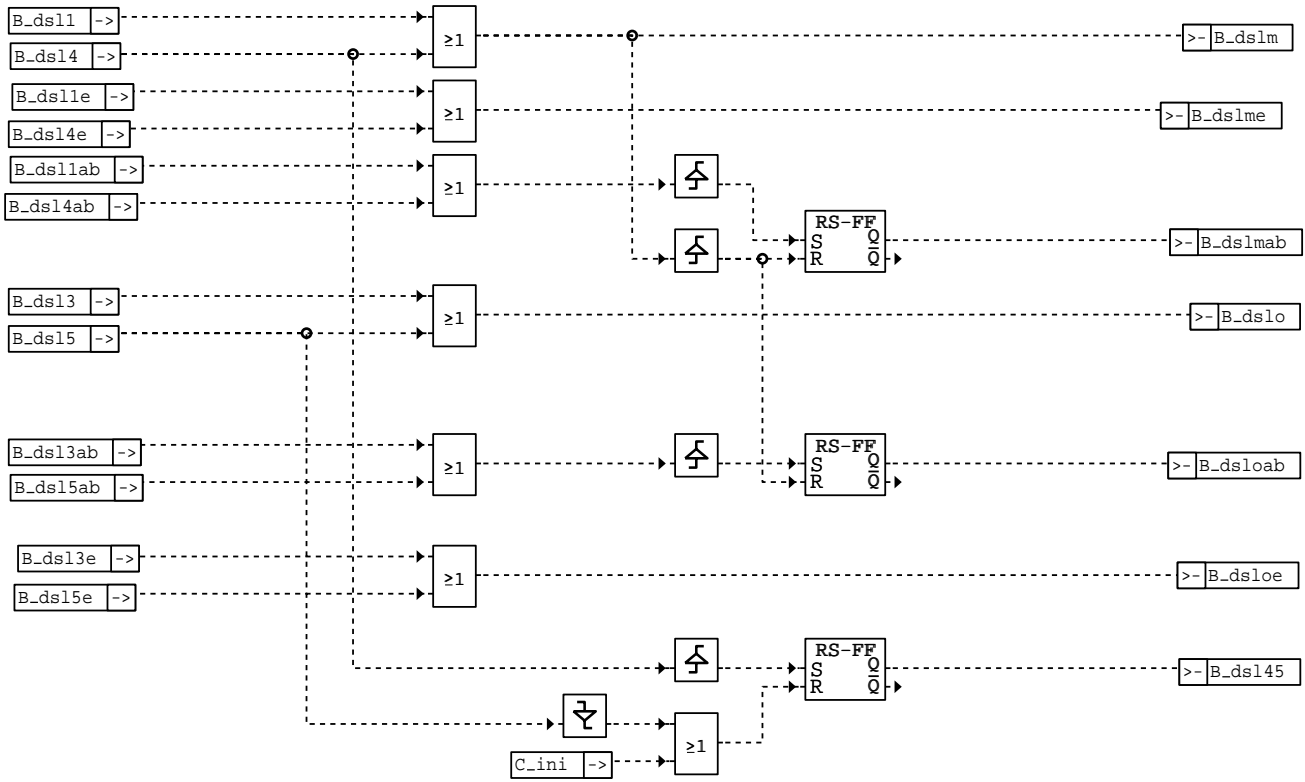 B_dsl1 ->
≥1
>- B_dslm
B_dsl4 ->
B_dsl1e ->
≥1
>- B_dslme
B_dsl4e ->
B_dsl1ab ->
≥1
B_dsl4ab ->
RS-FF
S Q
R Q̅
>- B_dslmab
B_dsl3 ->
≥1
>- B_dslo
B_dsl5 ->
B_dsl3ab ->
≥1
B_dsl5ab ->
RS-FF
S Q
R Q̅
>- B_dsloab
B_dsl3e ->
≥1
>- B_dsloe
B_dsl5e ->
RS-FF
S Q
R Q̅
>- B_dsl45
≥1
C_ini ->